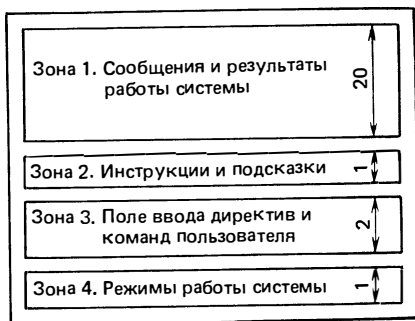 Зона 1. Сообщения и результаты
работы системы
20
Зона 2. Инструкции и подсказки
1
Зона 3. Поле ввода директив и
команд пользователя
2
Зона 4. Режимы работы системы
1